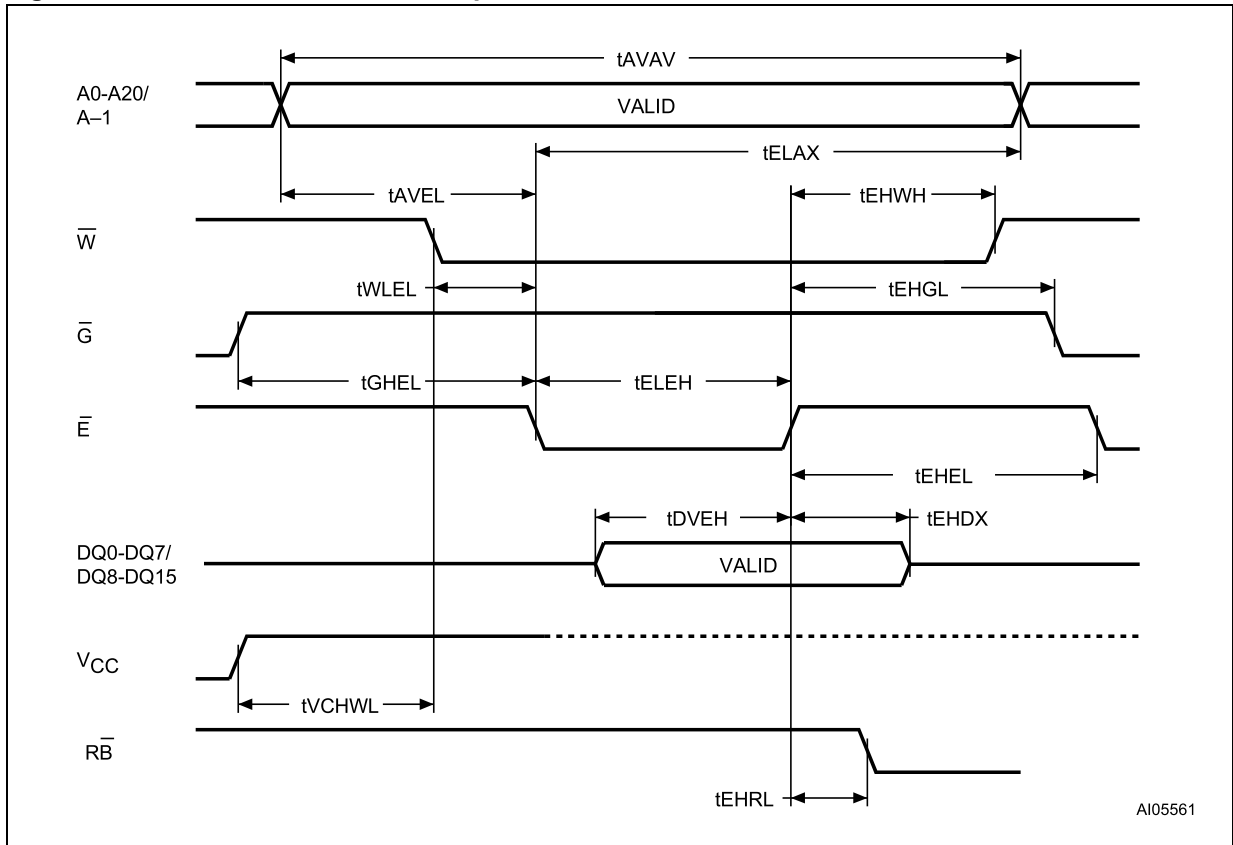 tAVAV
A0-A20/
A–1
VALID
tELAX
tAVEL
tEHWH
W̅
tWLEL
tEHGL
G̅
tGHEL
tELEH
E̅
tEHEL
tDVEH
tEHDX
DQ0-DQ7/
DQ8-DQ15
VALID
VCC
tVCHWL
RB̅
tEHRL
AI05561